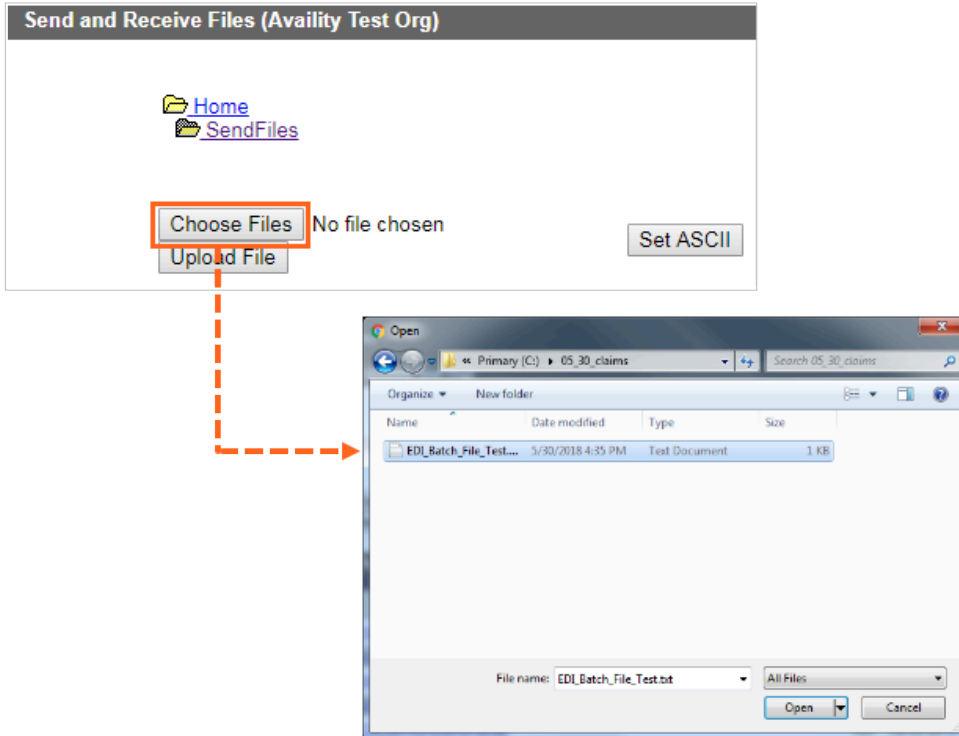 Send and Receive Files (Availity Test Org)
Home
SendFiles
Choose Files No file chosen
Set ASCII
Upload File
Open
« Primary (C:) 05_30_claims Search 05_30_claims
Organize New folder
Name Date modified Type Size
EDI_Batch_File_Test.... 5/30/2018 4:35 PM Text Document 1 KB
File name: EDI_Batch_File_Test.txt All Files
Open Cancel